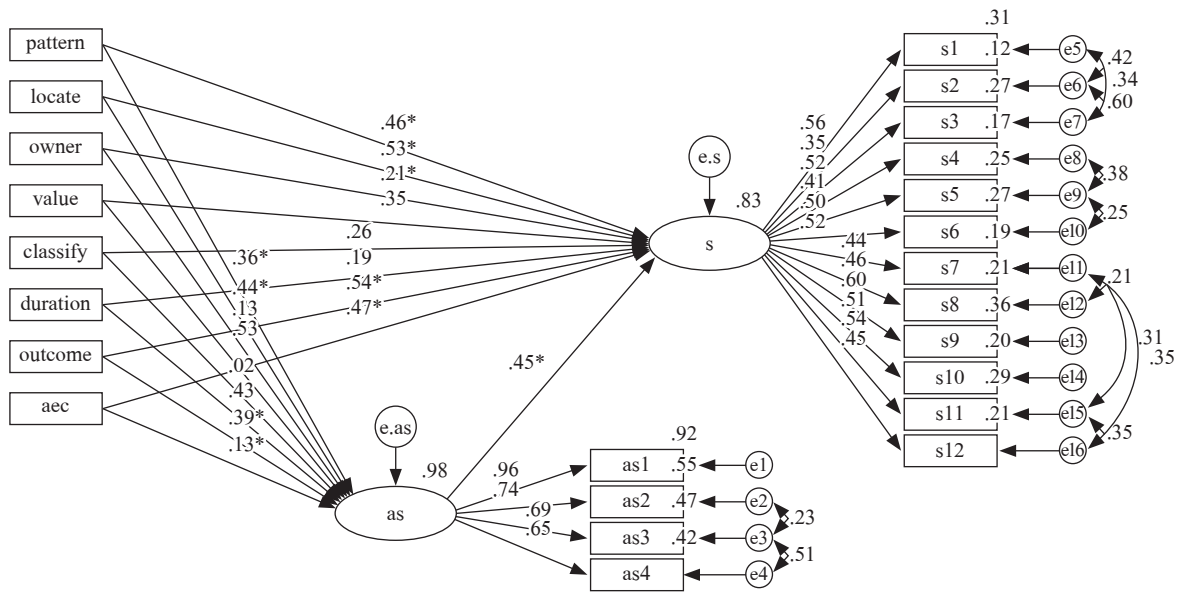 pattern
locate
owner
value
classify
duration
outcome
aec
.46*
.53*
.21*
.35
.26
.19
.54*
.47*
.36*
.44*
.13
.53
.02
.43
.39*
.13*
.45*
e.s
.83
s
e.as
.98
as
.96
.74
.69
.65
.92
as1 .55 e1
as2 .47 e2
.23
as3 .42 e3
.51
as4 e4
.56
.35
.52
.41
.50
.52
.44
.46
.60
.51
.54
.45
.31
s1 .12 e5
.42
s2 .27 e6
.34
.60
s3 .17 e7
s4 .25 e8
.38
s5 .27 e9
.25
s6 .19 e10
s7 .21 e11
.21
s8 .36 e12
s9 .20 e13
.31
.35
s10 .29 e14
s11 .21 e15
.35
s12 e16